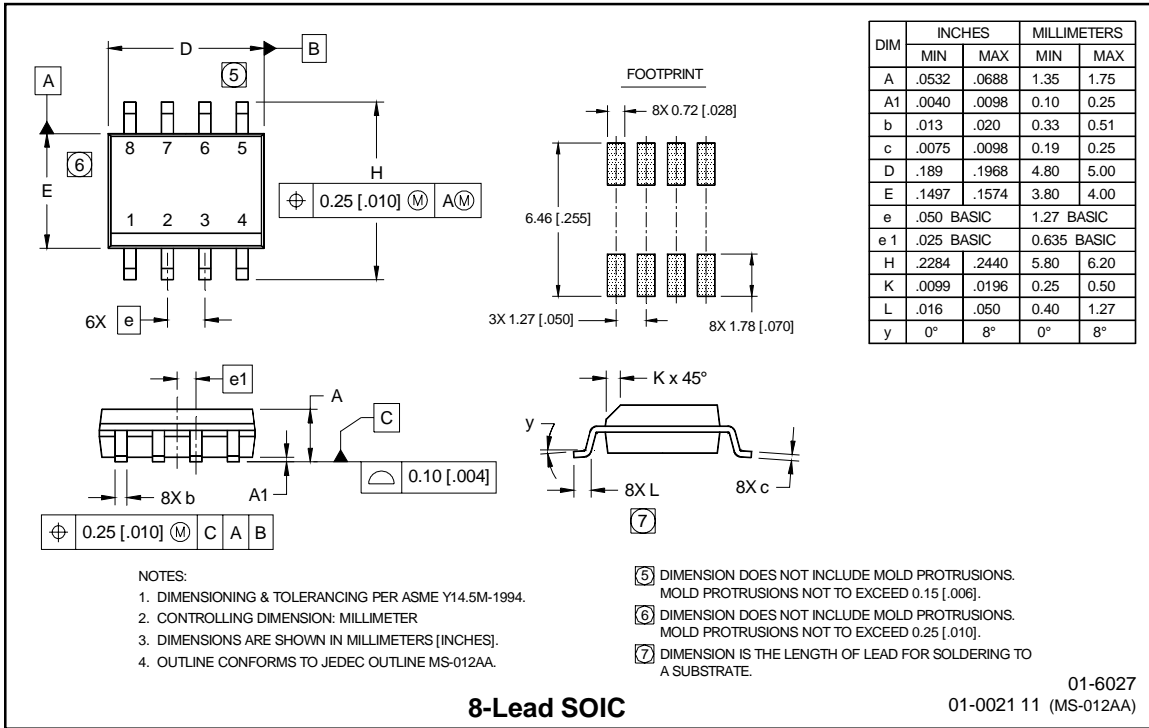 D
B
5
A
8 7 6 5
6
E
H
⌖ 0.25 [.010] Ⓜ AⓂ
1 2 3 4
6X e
FOOTPRINT
8X 0.72 [.028]
6.46 [.255]
3X 1.27 [.050]
8X 1.78 [.070]
DIM INCHES MILLIMETERS
MIN MAX MIN MAX
A .0532 .0688 1.35 1.75
A1 .0040 .0098 0.10 0.25
b .013 .020 0.33 0.51
c .0075 .0098 0.19 0.25
D .189 .1968 4.80 5.00
E .1497 .1574 3.80 4.00
e .050 BASIC 1.27 BASIC
e 1 .025 BASIC 0.635 BASIC
H .2284 .2440 5.80 6.20
K .0099 .0196 0.25 0.50
L .016 .050 0.40 1.27
y 0° 8° 0° 8°
e1
A
C
0.10 [.004]
8X b
A1
⌖ 0.25 [.010] Ⓜ C A B
K x 45°
y
8X L
8X c
7
NOTES:
1. DIMENSIONING & TOLERANCING PER ASME Y14.5M-1994.
2. CONTROLLING DIMENSION: MILLIMETER
3. DIMENSIONS ARE SHOWN IN MILLIMETERS [INCHES].
4. OUTLINE CONFORMS TO JEDEC OUTLINE MS-012AA.
5 DIMENSION DOES NOT INCLUDE MOLD PROTRUSIONS.
MOLD PROTRUSIONS NOT TO EXCEED 0.15 [.006].
6 DIMENSION DOES NOT INCLUDE MOLD PROTRUSIONS.
MOLD PROTRUSIONS NOT TO EXCEED 0.25 [.010].
7 DIMENSION IS THE LENGTH OF LEAD FOR SOLDERING TO
A SUBSTRATE.
8-Lead SOIC
01-6027
01-0021 11 (MS-012AA)